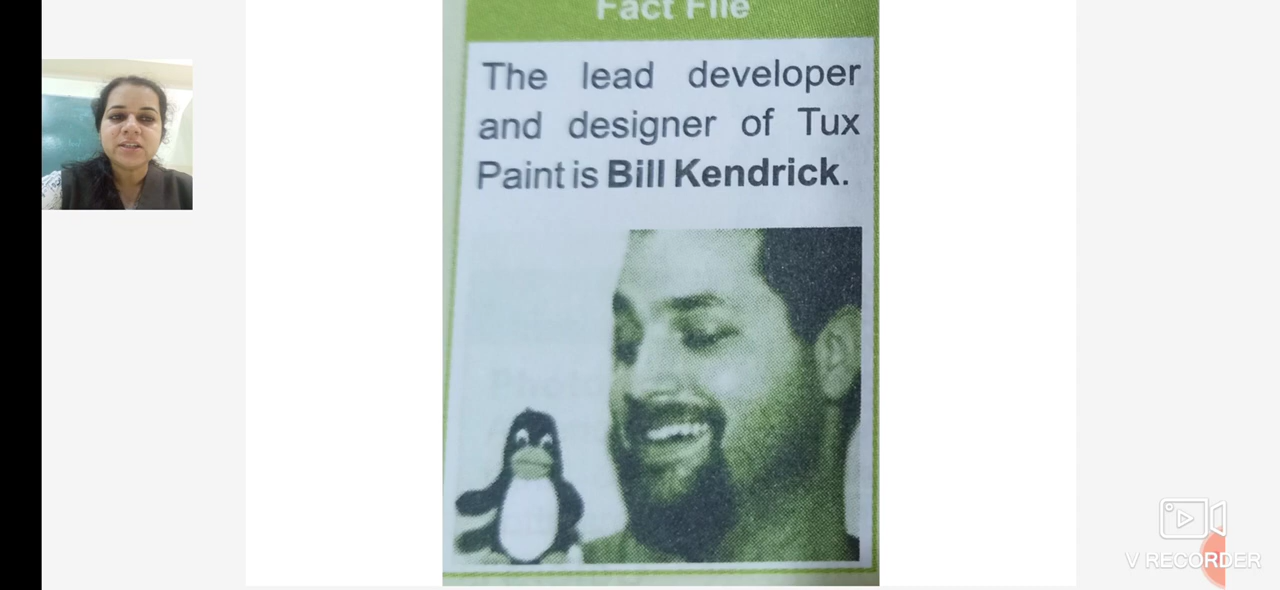 Fact File
The lead developer
and designer of Tux
Paint is Bill Kendrick.
V RECORDER